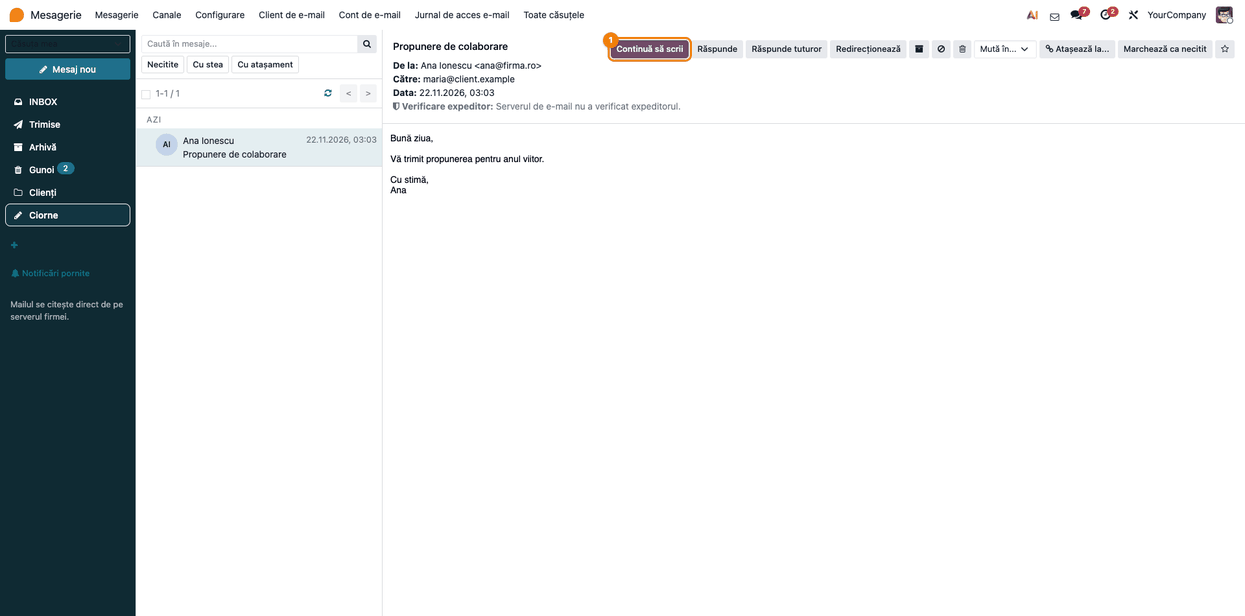 Mesagerie
Mesagerie Canale Configurare Client de e-mail Cont de e-mail Jurnal de acces e-mail Toate căsuțele
AI 7 2 YourCompany
Mesaj nou
INBOX
Trimise
Arhivă
Gunoi 2
Clienți
Ciorne
+
Notificări pornite
Mailul se citește direct de pe
serverul firmei.
Caută în mesaje...
Necitite Cu stea Cu atașament
1-1 / 1 < >
AZI
AI Ana Ionescu 22.11.2026, 03:03
Propunere de colaborare
Propunere de colaborare
1
Continuă să scrii Răspunde Răspunde tuturor Redirecționează Mută în... Atașează la... Marchează ca necitit
De la: Ana Ionescu <ana@firma.ro>
Către: maria@client.example
Data: 22.11.2026, 03:03
Verificare expeditor: Serverul de e-mail nu a verificat expeditorul.
Bună ziua,
Vă trimit propunerea pentru anul viitor.
Cu stimă,
Ana